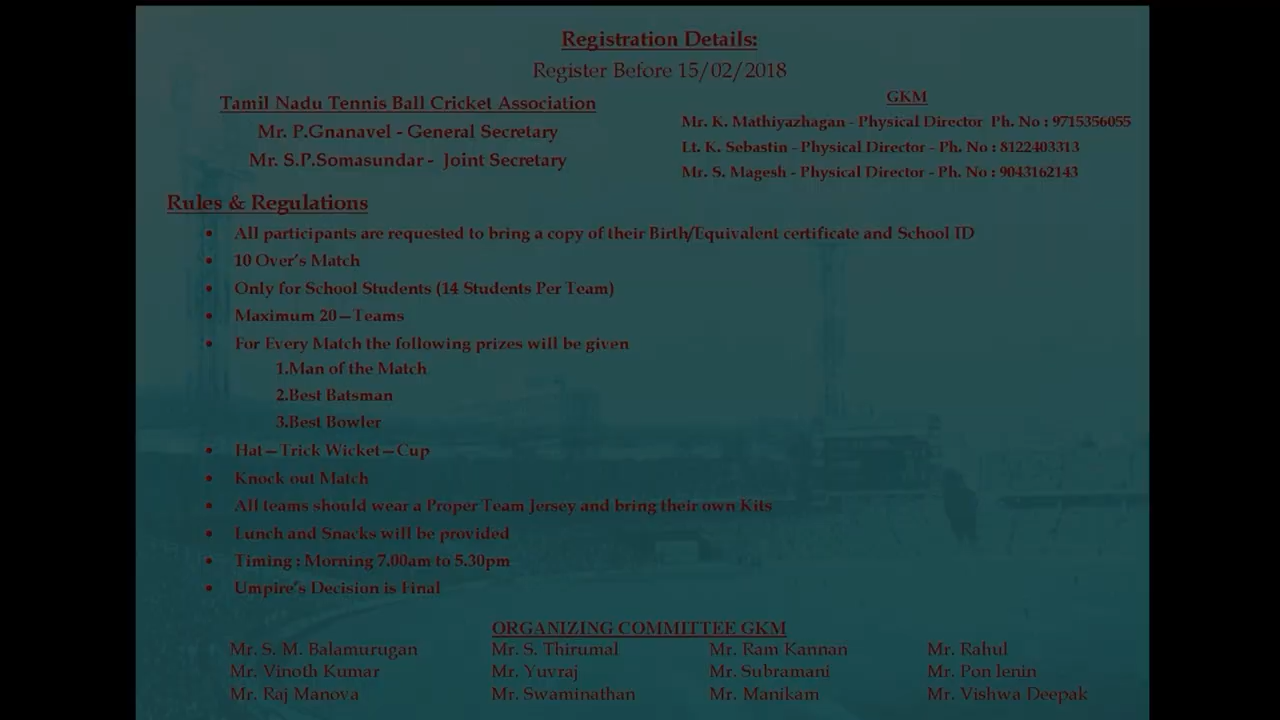 Registration Details:
Register Before 15/02/2018
Tamil Nadu Tennis Ball Cricket Association
Mr. P.Gnanavel - General Secretary
Mr. S.P.Somasundar - Joint Secretary
GKM
Mr. K. Mathiyazhagan - Physical Director Ph. No : 9715356055
Lt. K. Sebastin - Physical Director - Ph. No : 8122403313
Mr. S. Magesh - Physical Director - Ph. No : 9043162143
Rules & Regulations
• All participants are requested to bring a copy of their Birth/Equivalent certificate and School ID
• 10 Over's Match
• Only for School Students (14 Students Per Team)
• Maximum 20—Teams
• For Every Match the following prizes will be given
1.Man of the Match
2.Best Batsman
3.Best Bowler
• Hat—Trick Wicket—Cup
• Knock out Match
• All teams should wear a Proper Team Jersey and bring their own Kits
• Lunch and Snacks will be provided
• Timing : Morning 7.00am to 5.30pm
• Umpire's Decision is Final
ORGANIZING COMMITTEE GKM
Mr. S. M. Balamurugan Mr. S. Thirumal Mr. Ram Kannan Mr. Rahul
Mr. Vinoth Kumar Mr. Yuvraj Mr. Subramani Mr. Pon lenin
Mr. Raj Manova Mr. Swaminathan Mr. Manikam Mr. Vishwa Deepak